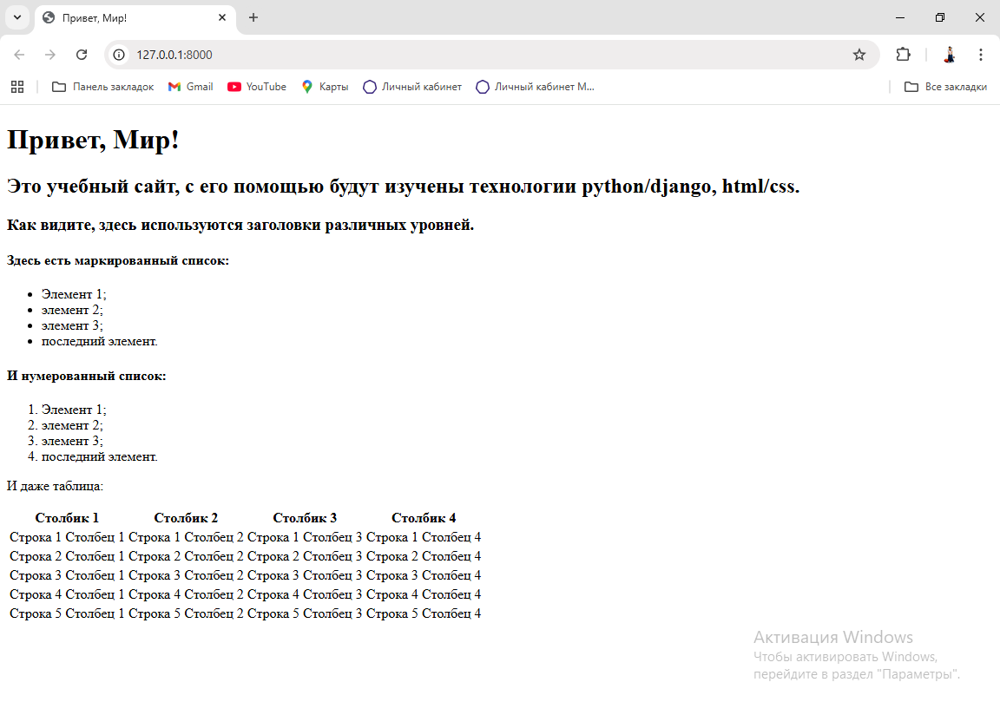 Привет, Мир!
127.0.0.1:8000
Панель закладок Gmail YouTube Карты Личный кабинет Личный кабинет М... Все закладки
Привет, Мир!
Это учебный сайт, с его помощью будут изучены технологии python/django, html/css.
Как видите, здесь используются заголовки различных уровней.
Здесь есть маркированный список:
• Элемент 1;
• элемент 2;
• элемент 3;
• последний элемент.
И нумерованный список:
1. Элемент 1;
2. элемент 2;
3. элемент 3;
4. последний элемент.
И даже таблица:
Столбик 1 Столбик 2 Столбик 3 Столбик 4
Строка 1 Столбец 1 Строка 1 Столбец 2 Строка 1 Столбец 3 Строка 1 Столбец 4
Строка 2 Столбец 1 Строка 2 Столбец 2 Строка 2 Столбец 3 Строка 2 Столбец 4
Строка 3 Столбец 1 Строка 3 Столбец 2 Строка 3 Столбец 3 Строка 3 Столбец 4
Строка 4 Столбец 1 Строка 4 Столбец 2 Строка 4 Столбец 3 Строка 4 Столбец 4
Строка 5 Столбец 1 Строка 5 Столбец 2 Строка 5 Столбец 3 Строка 5 Столбец 4
Активация Windows
Чтобы активировать Windows,
перейдите в раздел "Параметры".